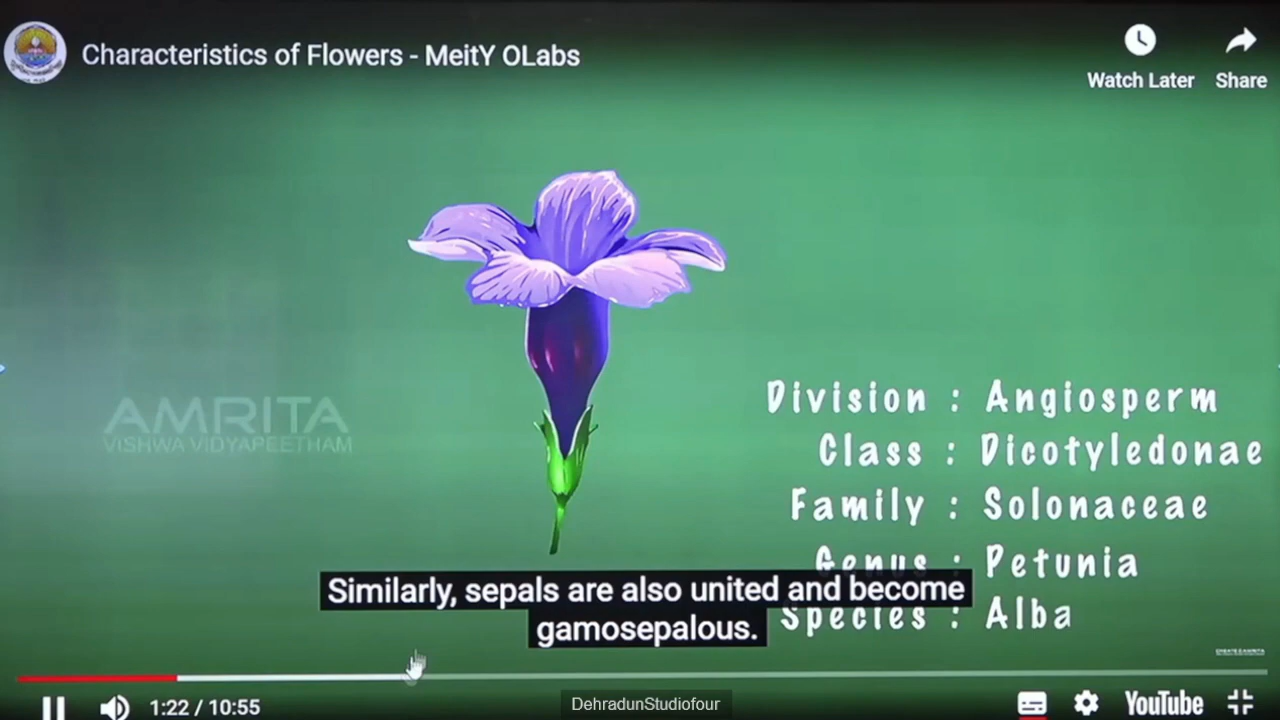 Characteristics of Flowers - MeitY OLabs
Watch Later
Share
AMRITA
VISHWA VIDYAPEETHAM
Division : Angiosperm
Class : Dicotyledonae
Family : Solonaceae
Genus : Petunia
Species : Alba
Similarly, sepals are also united and become
gamosepalous.
1:22 / 10:55
DehradunStudiofour
YouTube